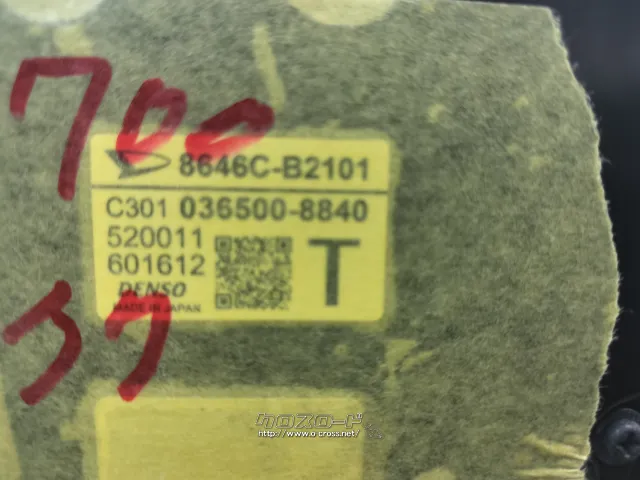 700
8646C-B2101
C301 036500-8840
520011
601612
T
DENSO
MADE IN JAPAN
クロスロード
http://www.o-cross.net/